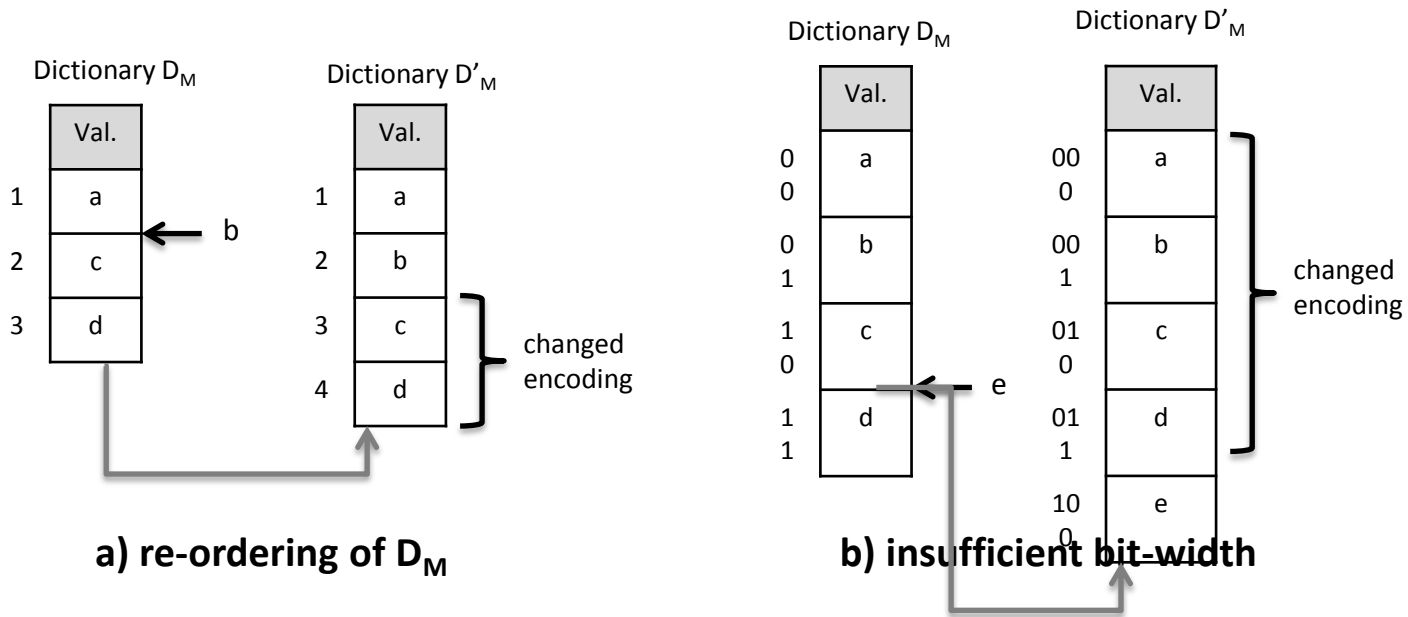 Dictionary D_M
Val.
1 a
2 c
3 d
b
Dictionary D'_M
Val.
1 a
2 b
3 c
4 d
changed
encoding
a) re-ordering of D_M
Dictionary D_M
Val.
0 a
0
0 b
1
1 c
0
1 d
1
e
Dictionary D’_M
Val.
00 a
0
00 b
1
01 c
0
01 d
1
10 e
0
changed
encoding
b) insufficient bit-width